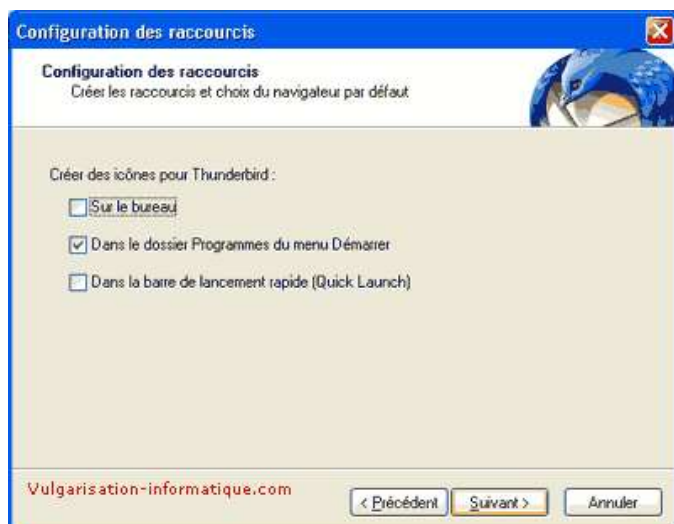 Configuration des raccourcis
Configuration des raccourcis
Créer les raccourcis et choix du navigateur par défaut
Créer des icônes pour Thunderbird :
Sur le bureau
Dans le dossier Programmes du menu Démarrer
Dans la barre de lancement rapide (Quick Launch)
Vulgarisation-informatique.com
< Précédent Suivant > Annuler